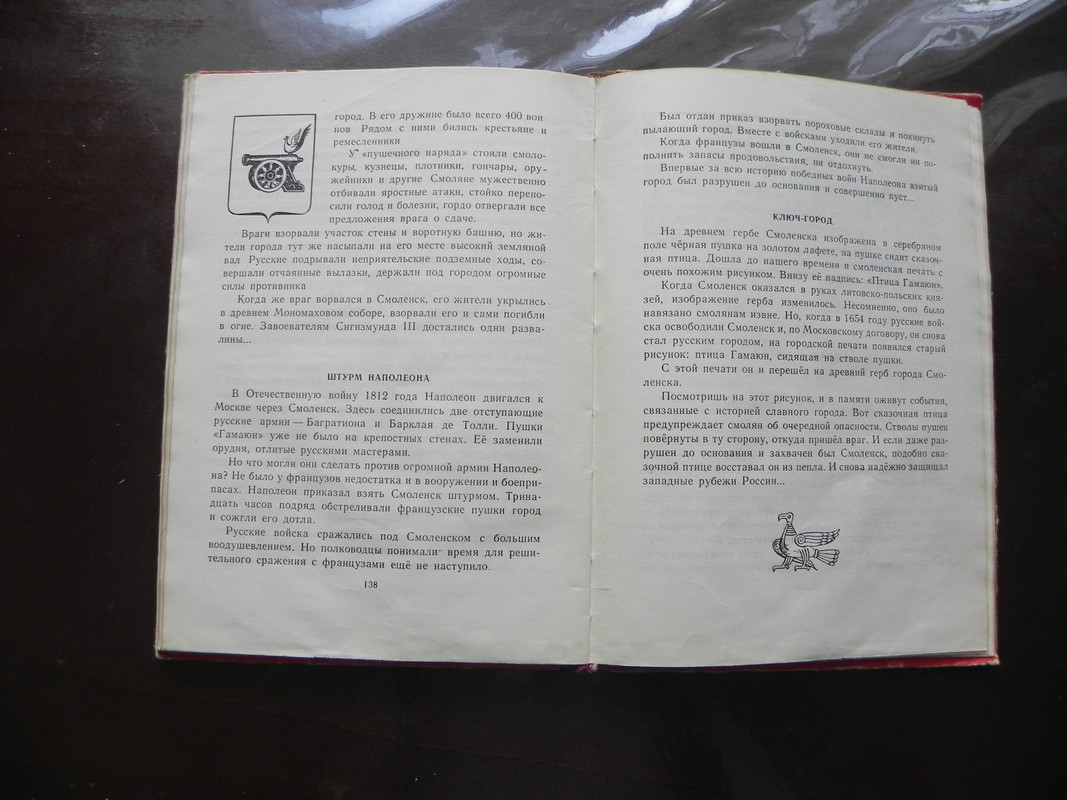 город. В его дружине было всего 400 вои
нов Рядом с ними бились крестьяне и
ремесленники
У «пушечного наряда» стояли смоло-
куры, кузнецы, плотники, гончары, ору-
жейники и другие Смоляне мужественно
отбивали яростные атаки, стойко перено-
сили голод и болезни, гордо отвергали все
предложения врага о сдаче.
Враги взорвали участок стены и воротную башню, но жи-
тели города тут же насыпали на его месте высокий земляной
вал Русские подрывали неприятельские подземные ходы, со-
вершали отчаянные вылазки, держали под городом огромные
силы противника
Когда же враг ворвался в Смоленск, его жители укрылись
в древнем Мономаховом соборе, взорвали его и сами погибли
в огне. Завоевателям Сигизмунда III достались одни разва-
лины...
ШТУРМ НАПОЛЕОНА
В Отечественную войну 1812 года Наполеон двигался к
Москве через Смоленск. Здесь соединились две отступающие
русские армии — Багратиона и Барклая де Толли. Пушки
«Гамаюн» уже не было на крепостных стенах. Её заменили
орудия, отлитые русскими мастерами.
Но что могли они сделать против огромной армии Наполео-
на? Не было у французов недостатка и в вооружении и боепри-
пасах. Наполеон приказал взять Смоленск штурмом. Трина-
дцать часов подряд обстреливали французские пушки город
и сожгли его дотла.
Русские войска сражались под Смоленском с большим
воодушевлением. Но полководцы понимали· время для реши-
тельного сражения с французами ещё не наступило.
138
Был отдан приказ взорвать пороховые склады и покинуть
пылающий город. Вместе с войсками уходили его жители.
Когда французы вошли в Смоленск, они не смогли ни по-
полнить запасы продовольствия, ни отдохнуть.
Впервые за всю историю победных войн Наполеона взятый
город был разрушен до основания и совершенно пуст...
КЛЮЧ-ГОРОД
На древнем гербе Смоленска изображена в серебряном
поле чёрная пушка на золотом лафете, на пушке сидит сказоч-
ная птица. Дошла до нашего времени и смоленская печать с
очень похожим рисунком. Внизу её надпись: «Птица Гамаюн».
Когда Смоленск оказался в руках литовско-польских кня-
зей, изображение герба изменилось. Несомненно, оно было
навязано смолянам извне. Но, когда в 1654 году русские вой-
ска освободили Смоленск и, по Московскому договору, он снова
стал русским городом, на городской печати появился старый
рисунок: птица Гамаюн, сидящая на стволе пушки.
С этой печати он и перешёл на древний герб города Смо-
ленска.
Посмотришь на этот рисунок, и в памяти оживут события,
связанные с историей славного города. Вот сказочная птица
предупреждает смолян об очередной опасности. Стволы пушек
повёрнуты в ту сторону, откуда пришёл враг. И если даже раз-
рушен до основания и захвачен был Смоленск, подобно ска-
зочной птице восставал он из пепла. И снова надёжно защищал
западные рубежи России...